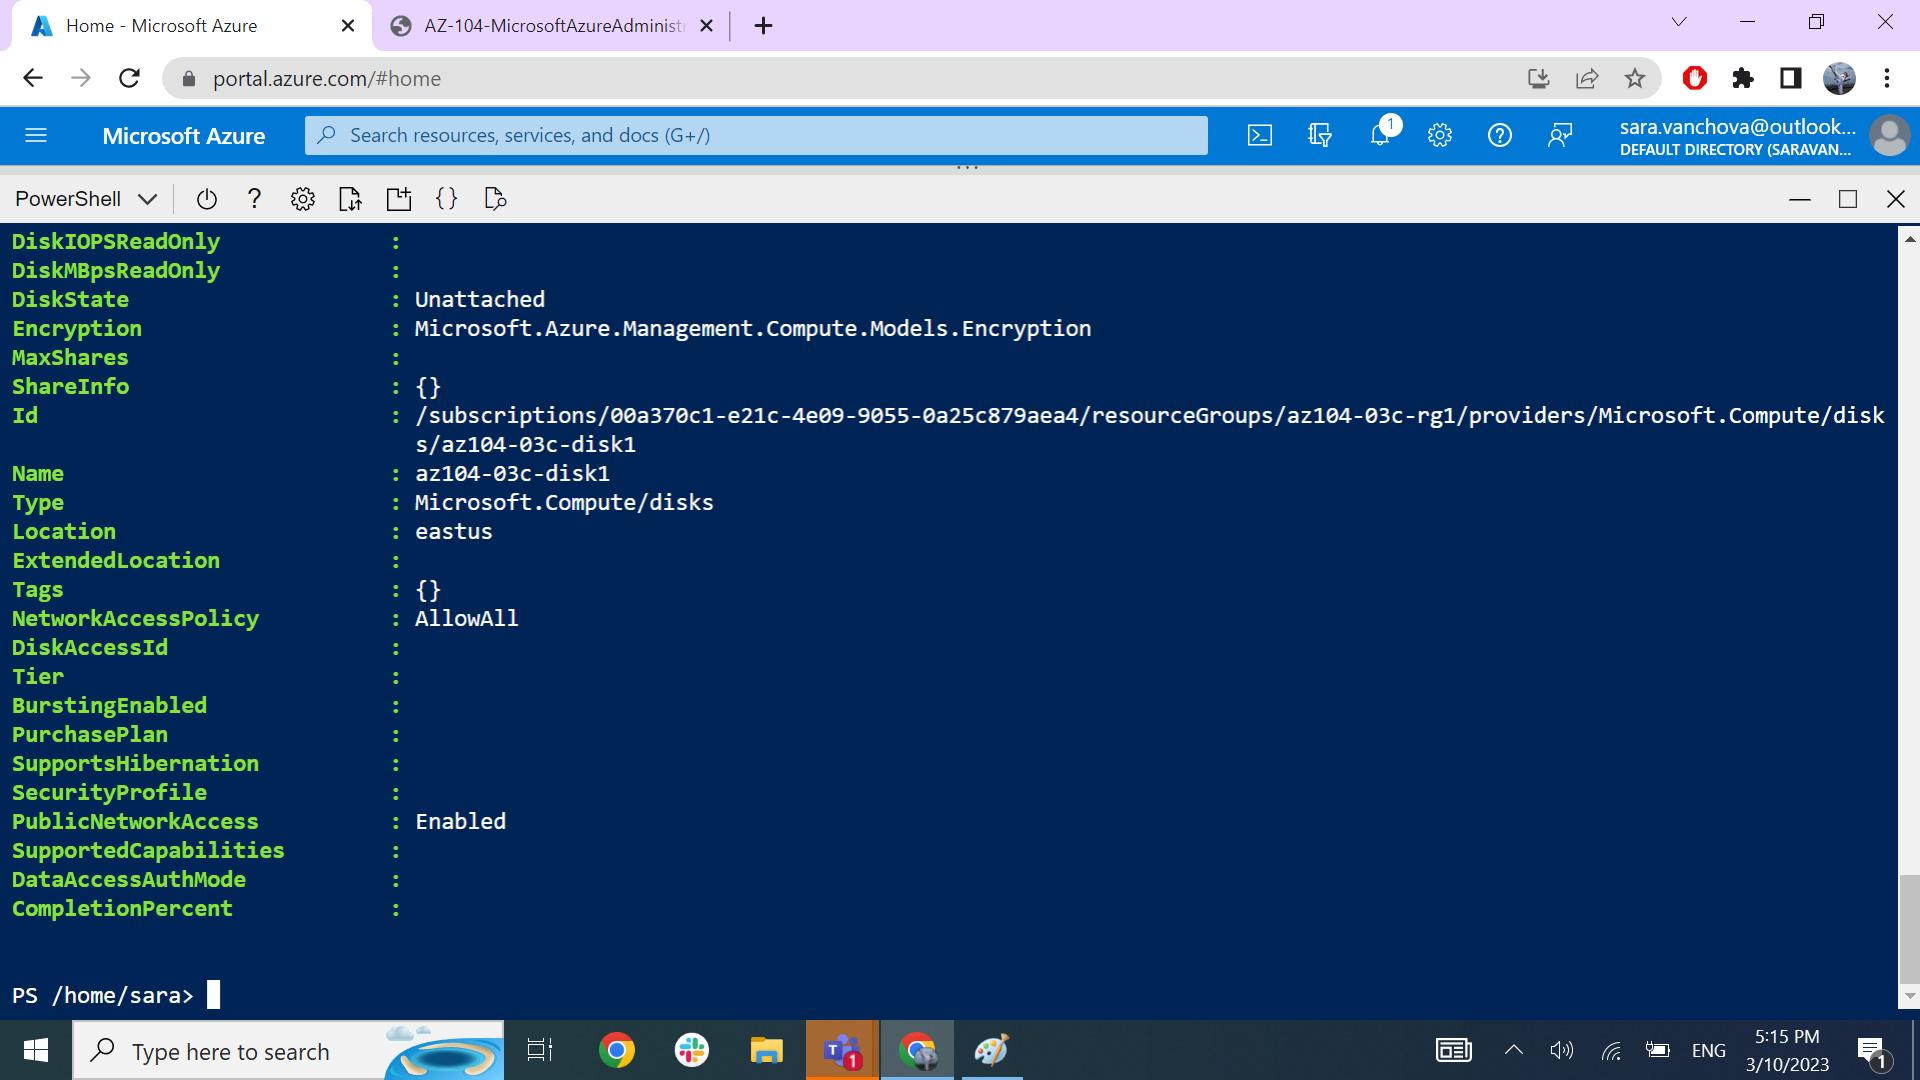 Home - Microsoft Azure
AZ-104-MicrosoftAzureAdministr
portal.azure.com/#home
Microsoft Azure
Search resources, services, and docs (G+/)
1
sara.vanchova@outlook...
DEFAULT DIRECTORY (SARAVAN...
PowerShell
DiskIOPSReadOnly :
DiskMBpsReadOnly :
DiskState : Unattached
Encryption : Microsoft.Azure.Management.Compute.Models.Encryption
MaxShares :
ShareInfo : {}
Id : /subscriptions/00a370c1-e21c-4e09-9055-0a25c879aea4/resourceGroups/az104-03c-rg1/providers/Microsoft.Compute/disk
s/az104-03c-disk1
Name : az104-03c-disk1
Type : Microsoft.Compute/disks
Location : eastus
ExtendedLocation :
Tags : {}
NetworkAccessPolicy : AllowAll
DiskAccessId :
Tier :
BurstingEnabled :
PurchasePlan :
SupportsHibernation :
SecurityProfile :
PublicNetworkAccess : Enabled
SupportedCapabilities :
DataAccessAuthMode :
CompletionPercent :
PS /home/sara>
Type here to search
T
1
ENG
5:15 PM
3/10/2023
1